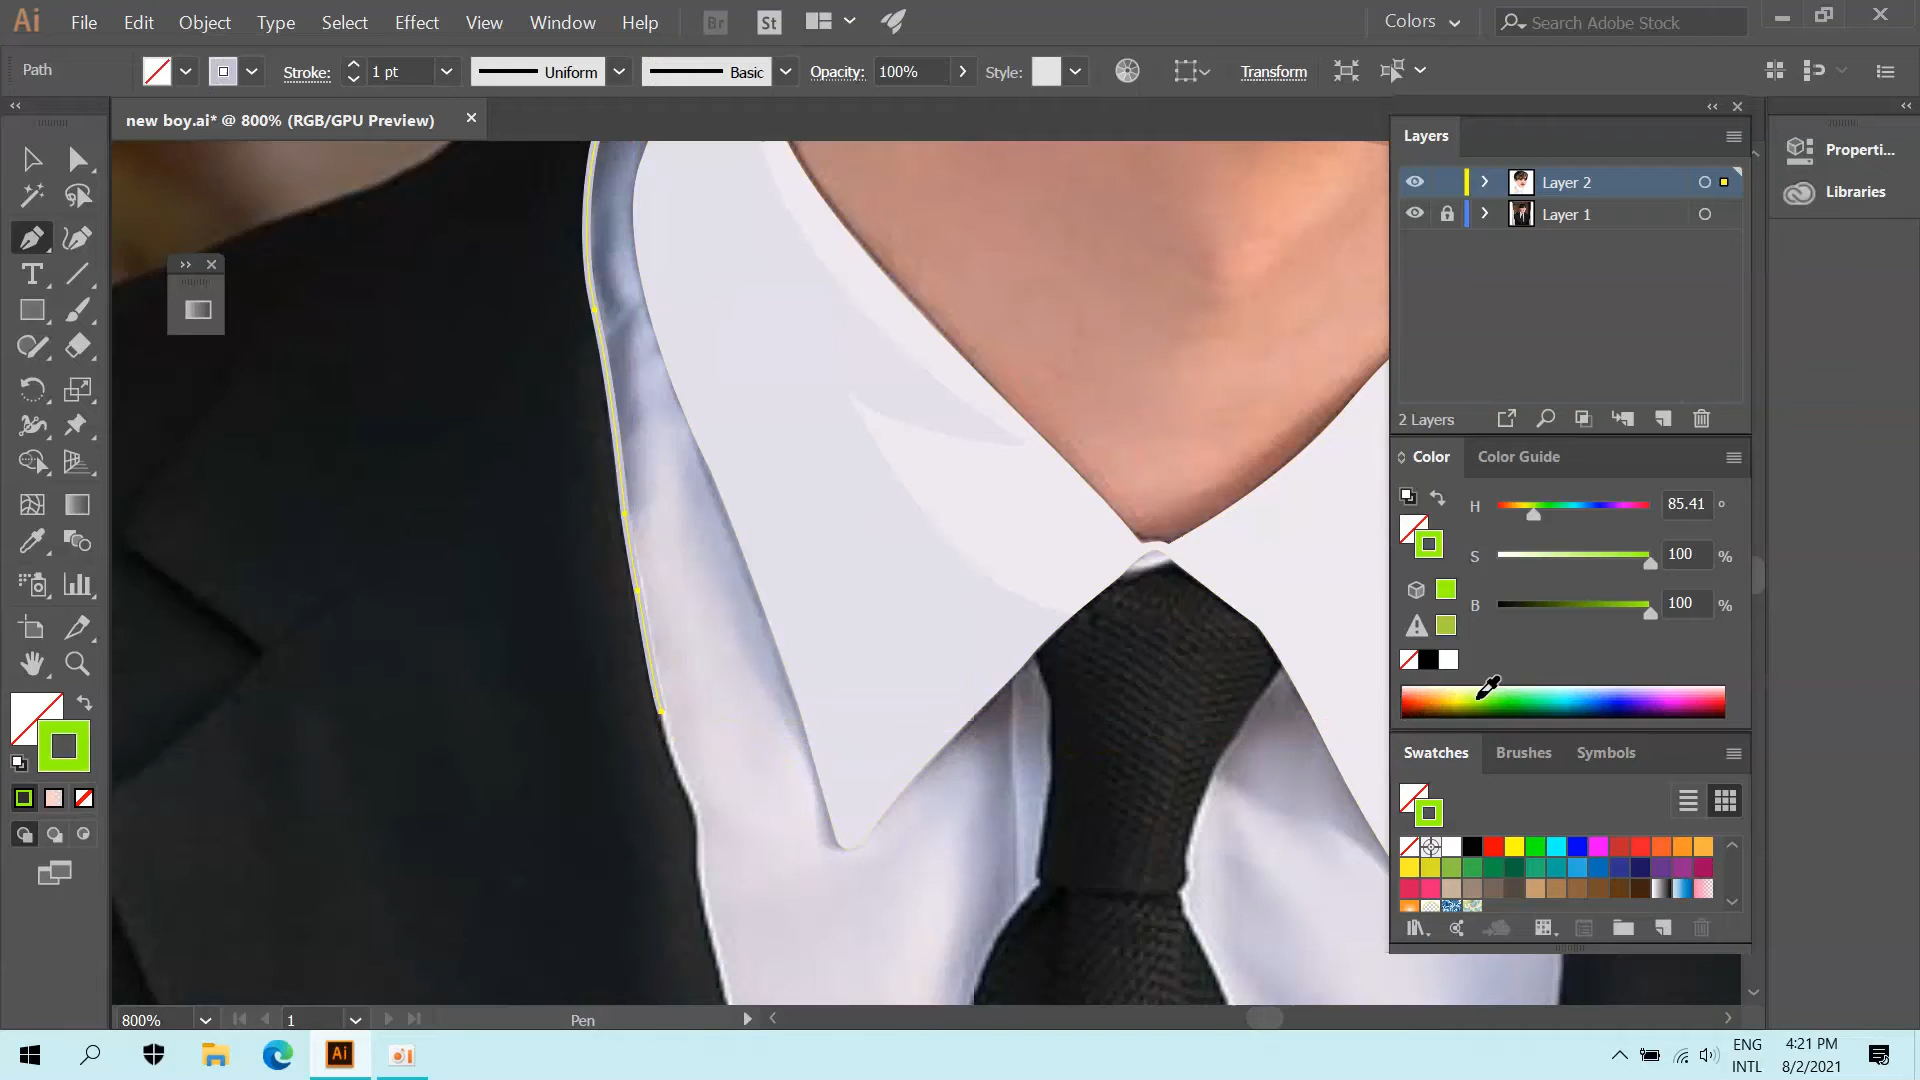 Ai File Edit Object Type Select Effect View Window Help Br St Colors Search Adobe Stock
Path Stroke: 1 pt Uniform Basic Opacity: 100% Style: Transform
new boy.ai* @ 800% (RGB/GPU Preview)
Layers
Layer 2
Layer 1
2 Layers
Properti...
Libraries
Color Color Guide
H 85.41 °
S 100 %
B 100 %
Swatches Brushes Symbols
800% 1 Pen
Ai
ENG
INTL
4:21 PM
8/2/2021